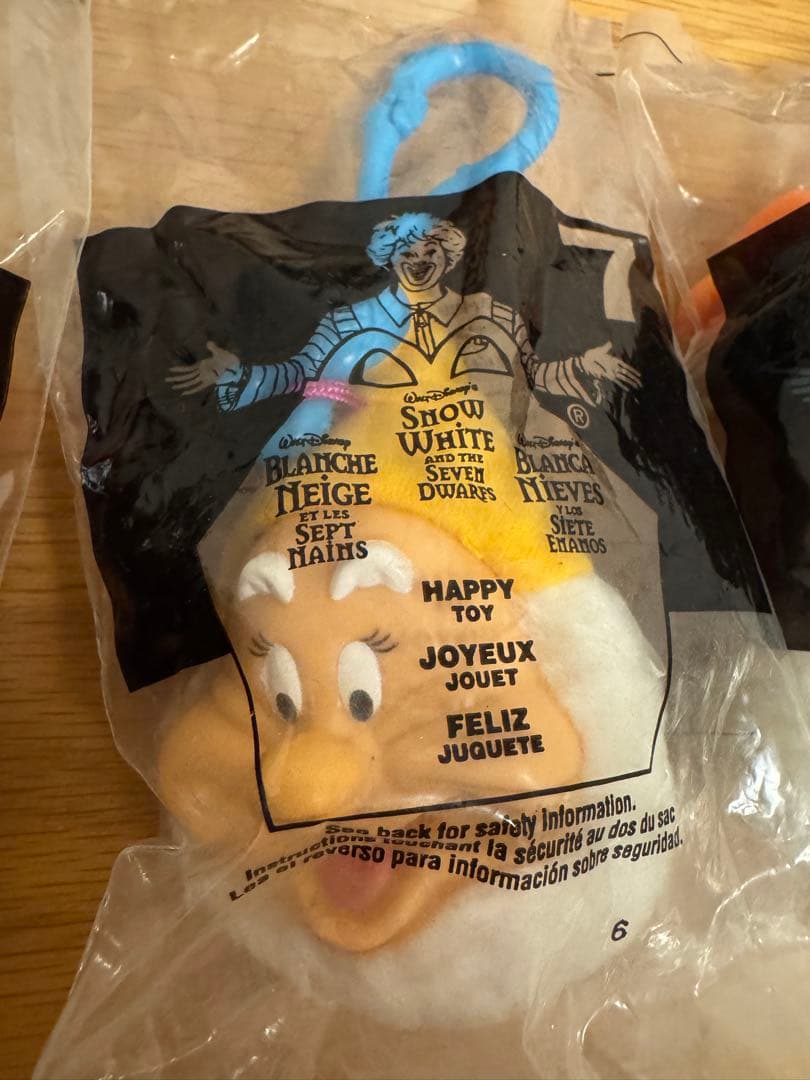 7
Walt Disney's
SNOW
WHITE
AND THE
SEVEN
DWARFS
Walt Disney
BLANCHE
NEIGE
ET LES
SEPT
NAINS
Walt Disney's
BLANCA
NIEVES
Y LOS
SIETE
ENANOS
®
HAPPY
TOY
JOYEUX
JOUET
FELIZ
JUQUETE
See back for safety information.
Instructions touchant la sécurité au dos du sac
Lea el reverso para información sobre seguridad.
6